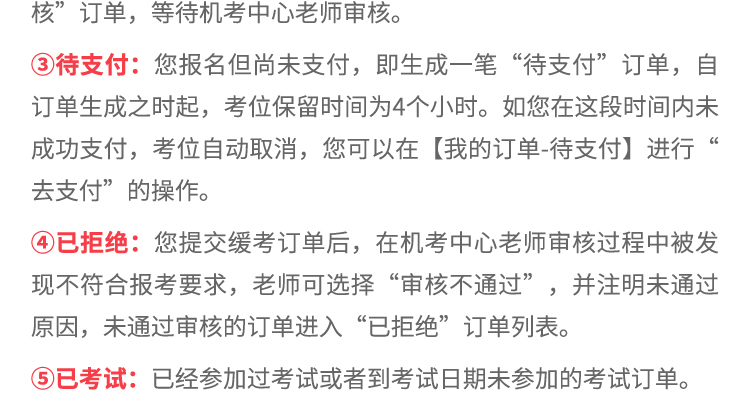 核”订单，等待机考中心老师审核。
③待支付：您报名但尚未支付，即生成一笔“待支付”订单，自
订单生成之时起，考位保留时间为4个小时。如您在这段时间内未
成功支付，考位自动取消，您可以在【我的订单-待支付】进行“
去支付”的操作。
④已拒绝：您提交缓考订单后，在机考中心老师审核过程中被发
现不符合报考要求，老师可选择“审核不通过”，并注明未通过
原因，未通过审核的订单进入“已拒绝”订单列表。
⑤已考试：已经参加过考试或者到考试日期未参加的考试订单。